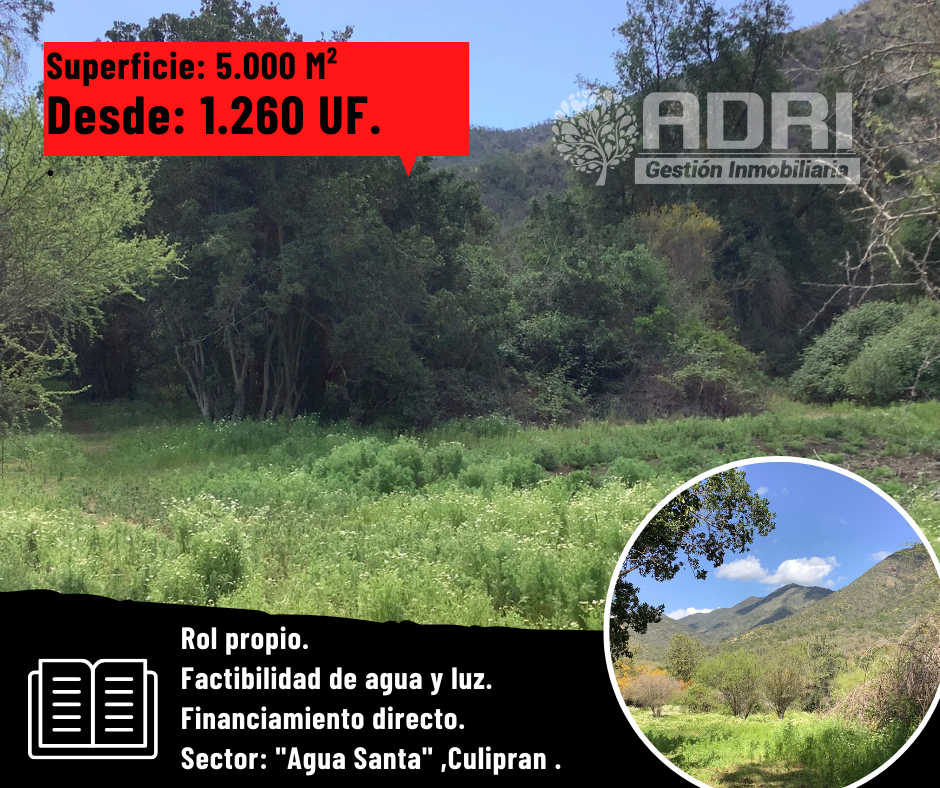 Superficie: 5.000 M²
Desde: 1.260 UF.
ADRI
Gestión Inmobiliaria
Rol propio.
Factibilidad de agua y luz.
Financiamiento directo.
Sector: "Agua Santa" ,Culipran .